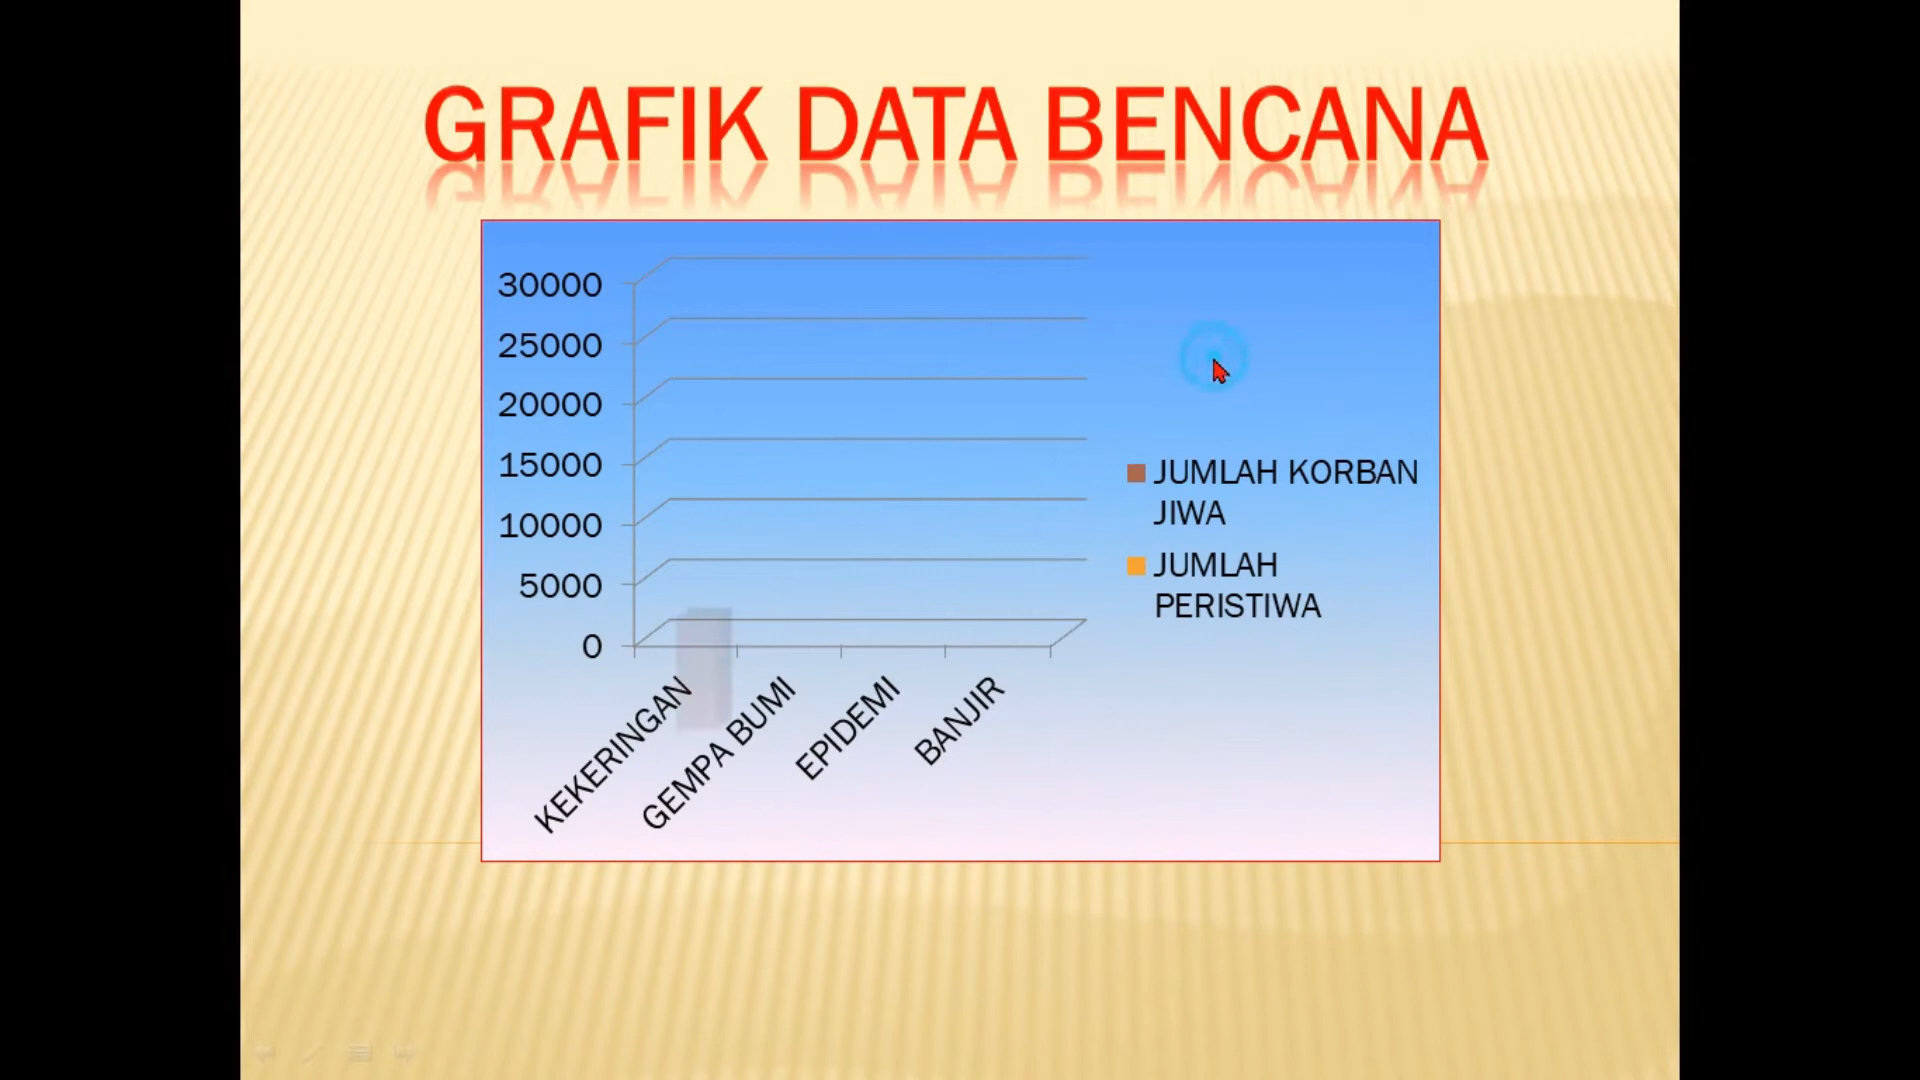 GRAFIK DATA BENCANA
30000
25000
20000
15000
10000
5000
0
KEKERINGAN
GEMPA BUMI
EPIDEMI
BANJIR
JUMLAH KORBAN
JIWA
JUMLAH
PERISTIWA